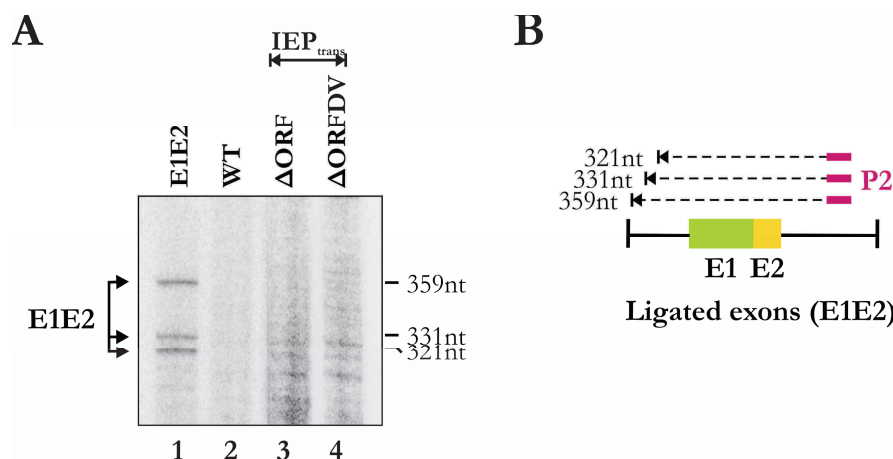 A
IEPtrans
E1E2
WT
ΔORF
ΔORFDV
359nt
E1E2
331nt
321nt
1 2 3 4
B
321nt
331nt
P2
359nt
E1 E2
Ligated exons (E1E2)